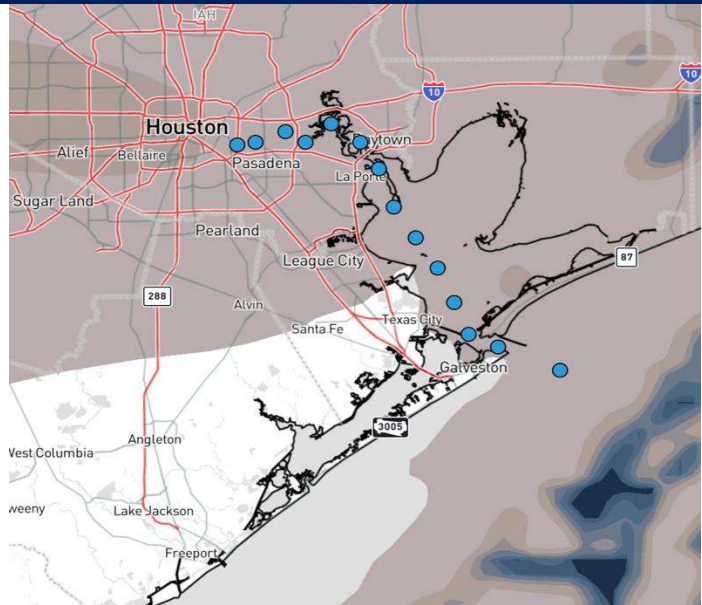 IAH
10
10
Houston
Baytown
Alief
Bellaire
Pasadena
La Porte
Sugar Land
Pearland
League City
87
288
Alvin
Santa Fe
Texas City
Galveston
3005
West Columbia
Angleton
weeny
Lake Jackson
Freeport